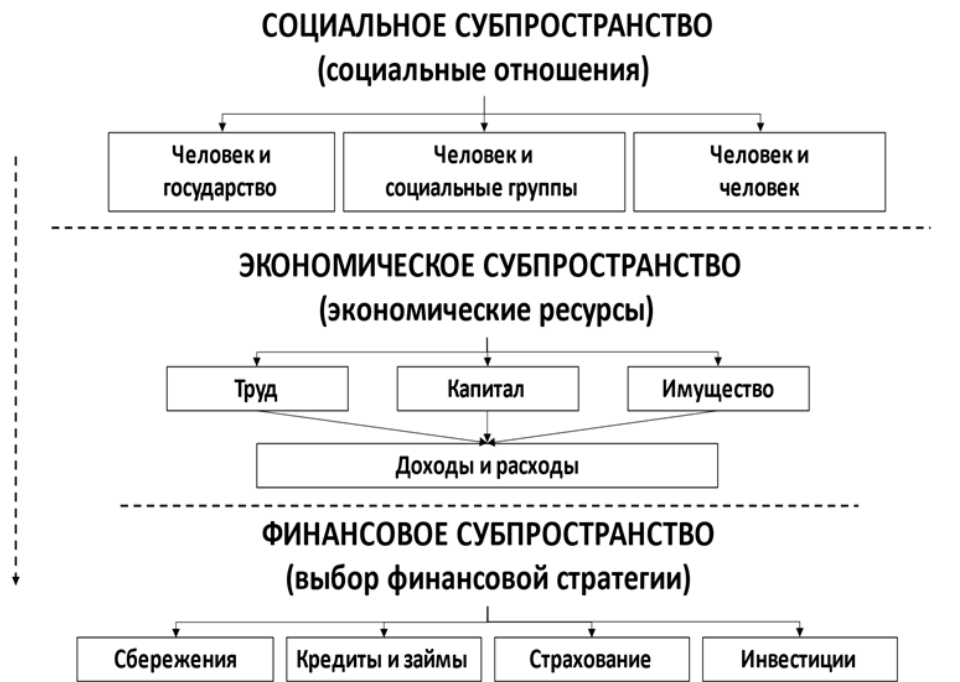 СОЦИАЛЬНОЕ СУБПРОСТРАНСТВО
(социальные отношения)
Человек и
государство
Человек и
социальные группы
Человек и
человек
ЭКОНОМИЧЕСКОЕ СУБПРОСТРАНСТВО
(экономические ресурсы)
Труд
Капитал
Имущество
Доходы и расходы
ФИНАНСОВОЕ СУБПРОСТРАНСТВО
(выбор финансовой стратегии)
Сбережения
Кредиты и займы
Страхование
Инвестиции